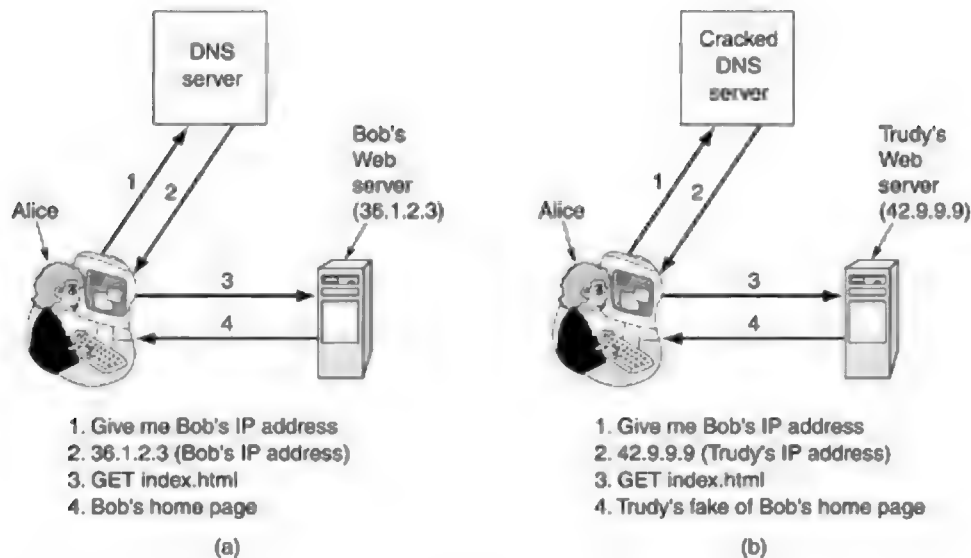 DNS
server
1
2
Alice
Bob's
Web
server
(36.1.2.3)
3
4
1. Give me Bob's IP address
2. 36.1.2.3 (Bob's IP address)
3. GET index.html
4. Bob's home page
(a)
Cracked
DNS
server
1
2
Alice
Trudy's
Web
server
(42.9.9.9)
3
4
1. Give me Bob's IP address
2. 42.9.9.9 (Trudy's IP address)
3. GET index.html
4. Trudy's fake of Bob's home page
(b)